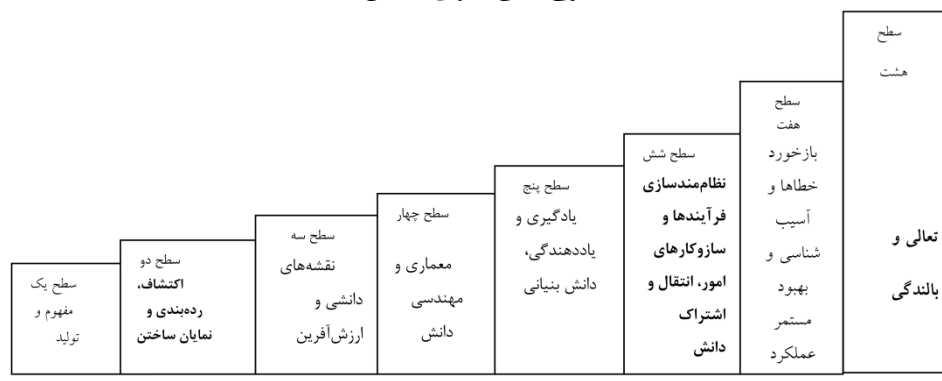 سطح یک
مفهوم و
تولید
سطح دو
اکتشاف،
رده‌بندی و
نمایان ساختن
سطح سه
نقشه‌های
دانشی و
ارزش‌آفرین
سطح چهار
معماری و
مهندسی
دانش
سطح پنج
یادگیری و
یاددهندگی،
دانش بنیانی
سطح شش
نظام‌مندسازی
فرآیندها و
سازوکارهای
امور، انتقال و
اشتراک
دانش
سطح
هفت
بازخورد
خطاها و
آسیب
شناسی و
بهبود
مستمر
عملکرد
سطح
هشت
تعالی و
بالندگی